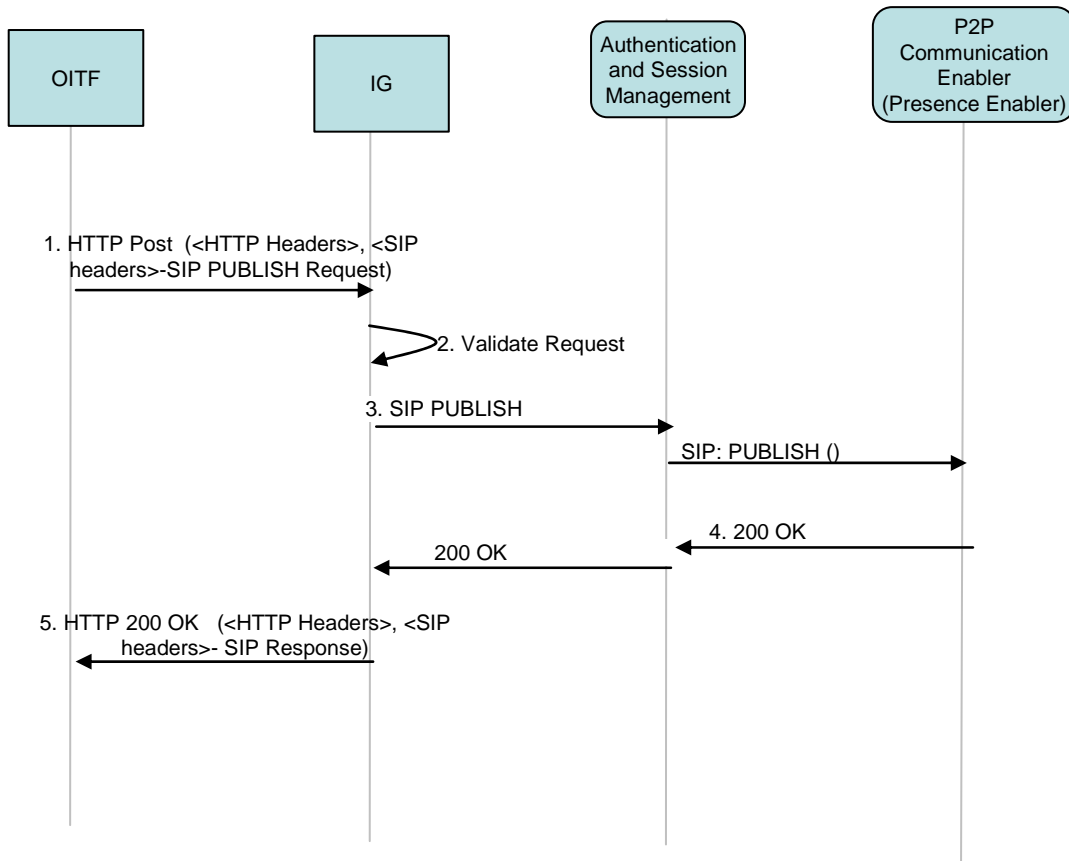 OITF
IG
Authentication
and Session
Management
P2P
Communication
Enabler
(Presence Enabler)
1. HTTP Post (<HTTP Headers>, <SIP
headers>-SIP PUBLISH Request)
2. Validate Request
3. SIP PUBLISH
SIP: PUBLISH ()
4. 200 OK
200 OK
5. HTTP 200 OK (<HTTP Headers>, <SIP
headers>- SIP Response)